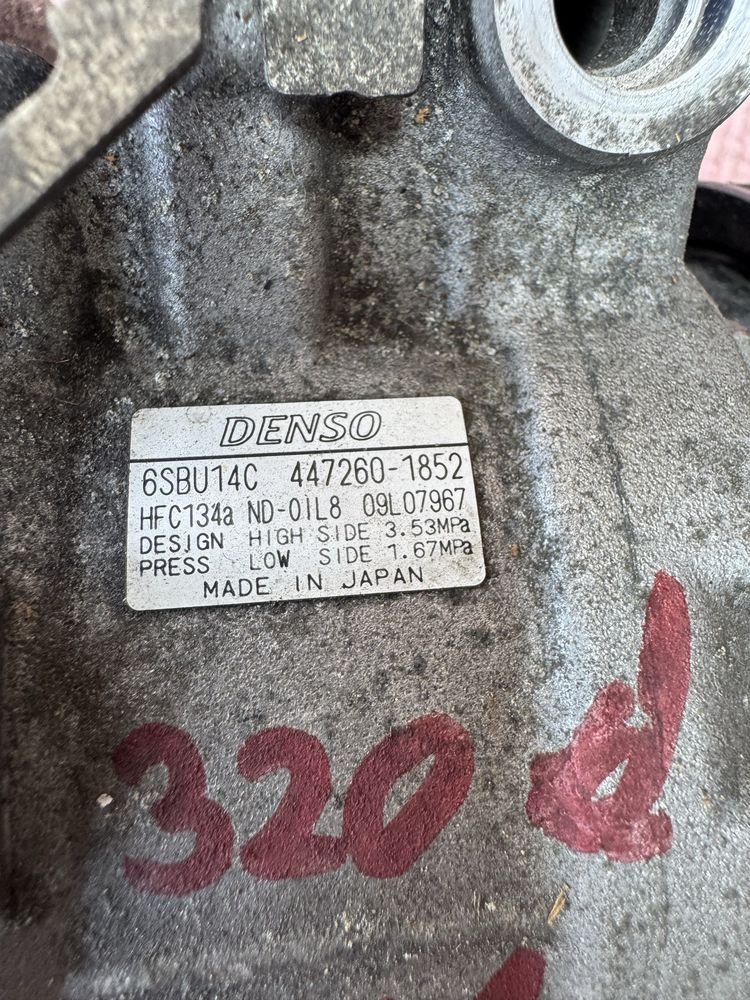 DENSO
6SBU14C 447260-1852
HFC134a ND-OIL8 09L07967
DESIGN HIGH SIDE 3.53MPa
PRESS LOW SIDE 1.67MPa
MADE IN JAPAN
320 d